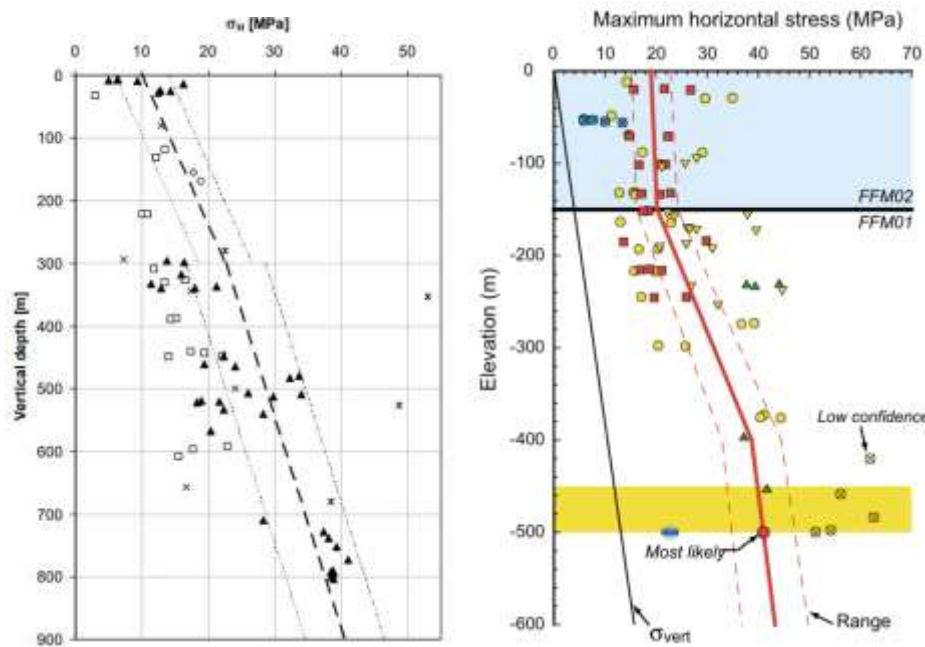 σH [MPa]
0 10 20 30 40 50
Vertical depth [m]
0
100
200
300
400
500
600
700
800
900
Maximum horizontal stress (MPa)
0 10 20 30 40 50 60 70
Elevation (m)
0
-100
-200
-300
-400
-500
-600
FFM02
FFM01
Low confidence
Most likely
σvert
Range